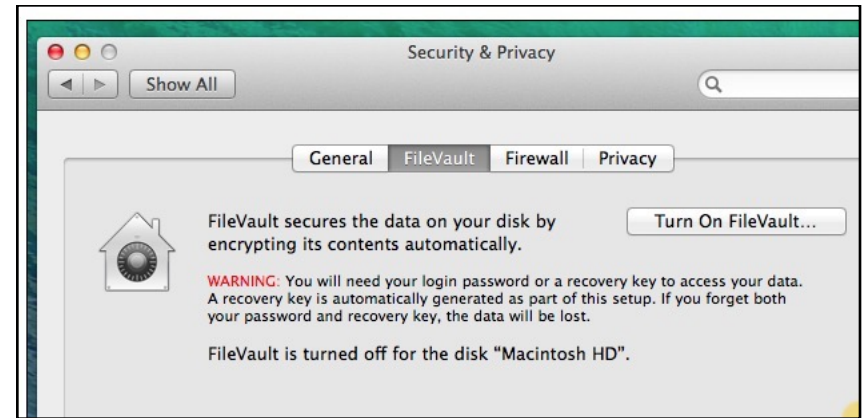 Security & Privacy
Show All
General FileVault Firewall Privacy
FileVault secures the data on your disk by
encrypting its contents automatically.
Turn On FileVault...
WARNING: You will need your login password or a recovery key to access your data.
A recovery key is automatically generated as part of this setup. If you forget both
your password and recovery key, the data will be lost.
FileVault is turned off for the disk “Macintosh HD”.